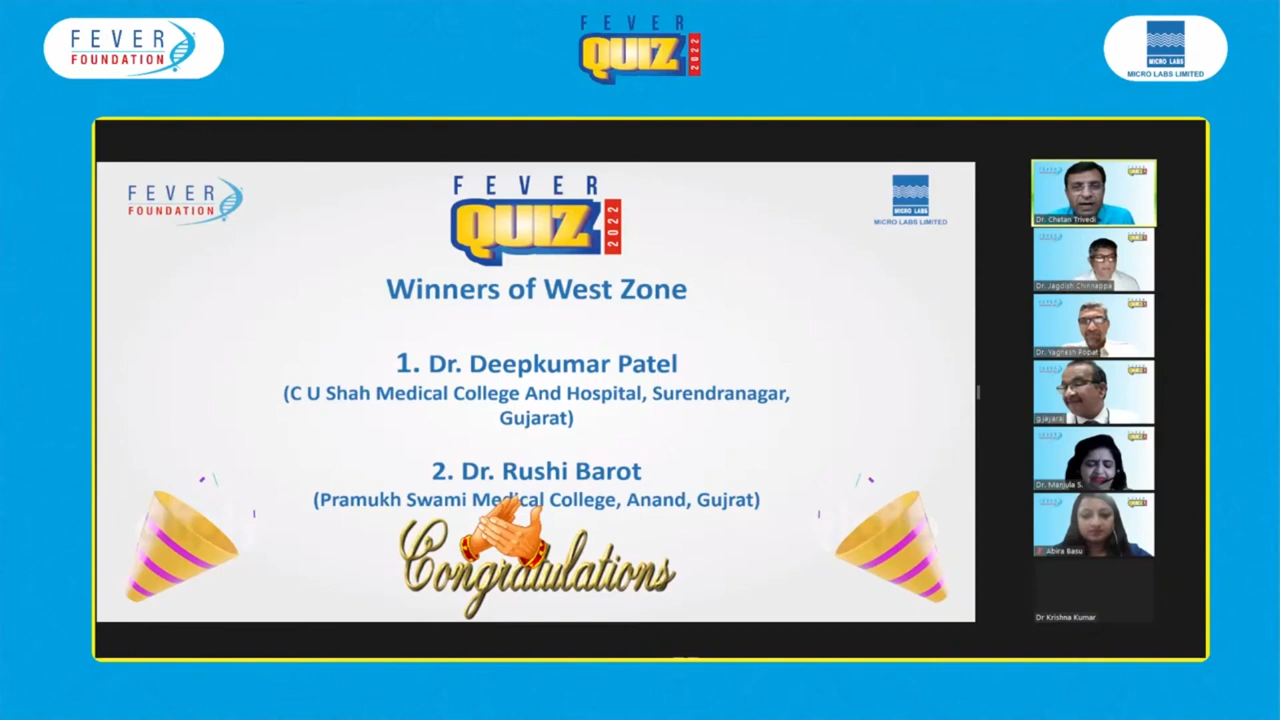 FEVER
FOUNDATION
FEVER
QUIZ
2022
MICRO LABS
MICRO LABS LIMITED
FEVER
FOUNDATION
FEVER
QUIZ
2022
MICRO LABS
MICRO LABS LIMITED
Winners of West Zone
1. Dr. Deepkumar Patel
(C U Shah Medical College And Hospital, Surendranagar,
Gujarat)
2. Dr. Rushi Barot
(Pramukh Swami Medical College, Anand, Gujrat)
Congratulations
Dr. Chetan Trivedi
Dr. Jagdish Chinnappa
Dr. Yagnesh Popat
g jayaraj
Dr. Manjula S.
Abira Basu
Dr Krishna Kumar